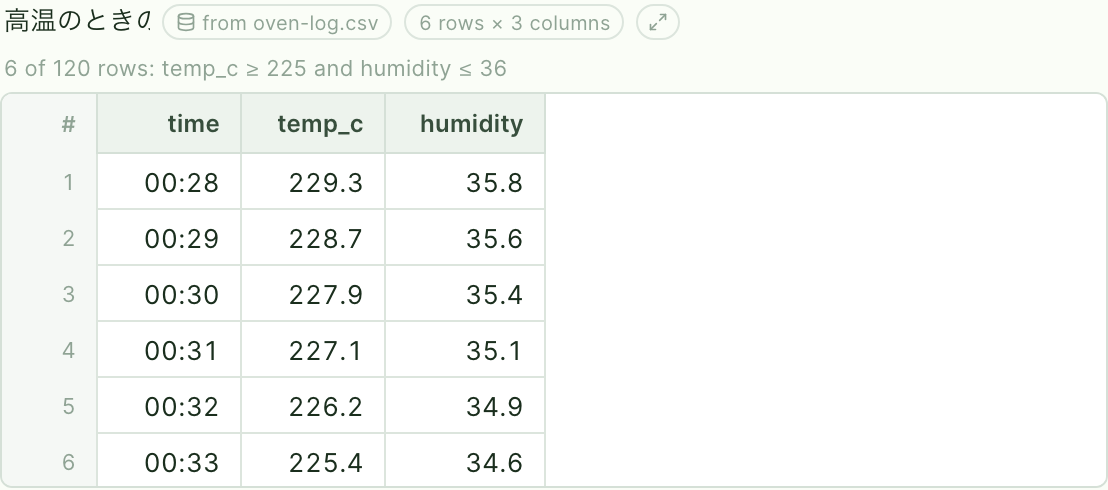 高温のときの from oven-log.csv 6 rows × 3 columns
6 of 120 rows: temp_c ≥ 225 and humidity ≤ 36
# time temp_c humidity
1 00:28 229.3 35.8
2 00:29 228.7 35.6
3 00:30 227.9 35.4
4 00:31 227.1 35.1
5 00:32 226.2 34.9
6 00:33 225.4 34.6